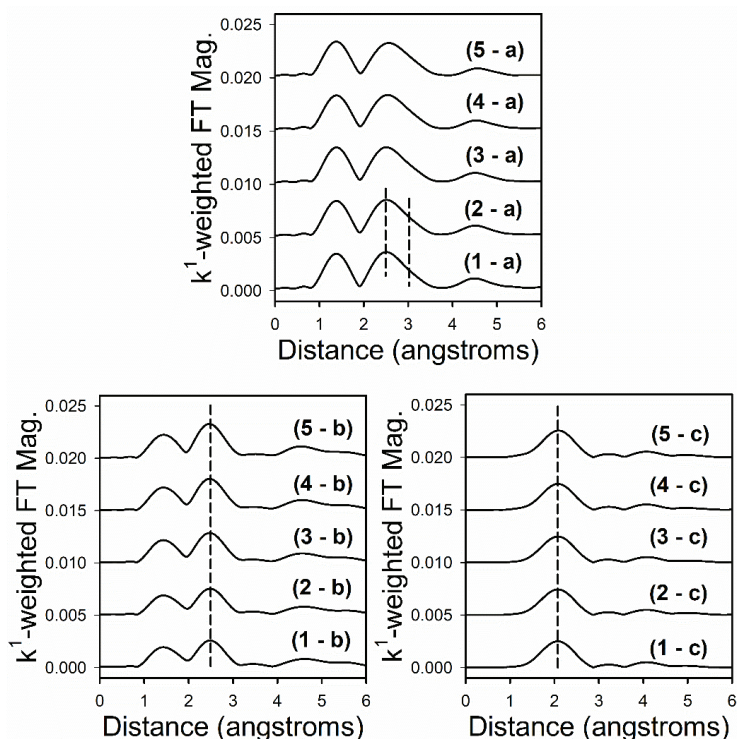 k¹-weighted FT Mag.
0.025
0.020
0.015
0.010
0.005
0.000
(5 - a)
(4 - a)
(3 - a)
(2 - a)
(1 - a)
0 1 2 3 4 5 6
Distance (angstroms)
k¹-weighted FT Mag.
0.025
0.020
0.015
0.010
0.005
0.000
(5 - b)
(4 - b)
(3 - b)
(2 - b)
(1 - b)
0 1 2 3 4 5 6
Distance (angstroms)
k¹-weighted FT Mag.
0.025
0.020
0.015
0.010
0.005
0.000
(5 - c)
(4 - c)
(3 - c)
(2 - c)
(1 - c)
0 1 2 3 4 5 6
Distance (angstroms)